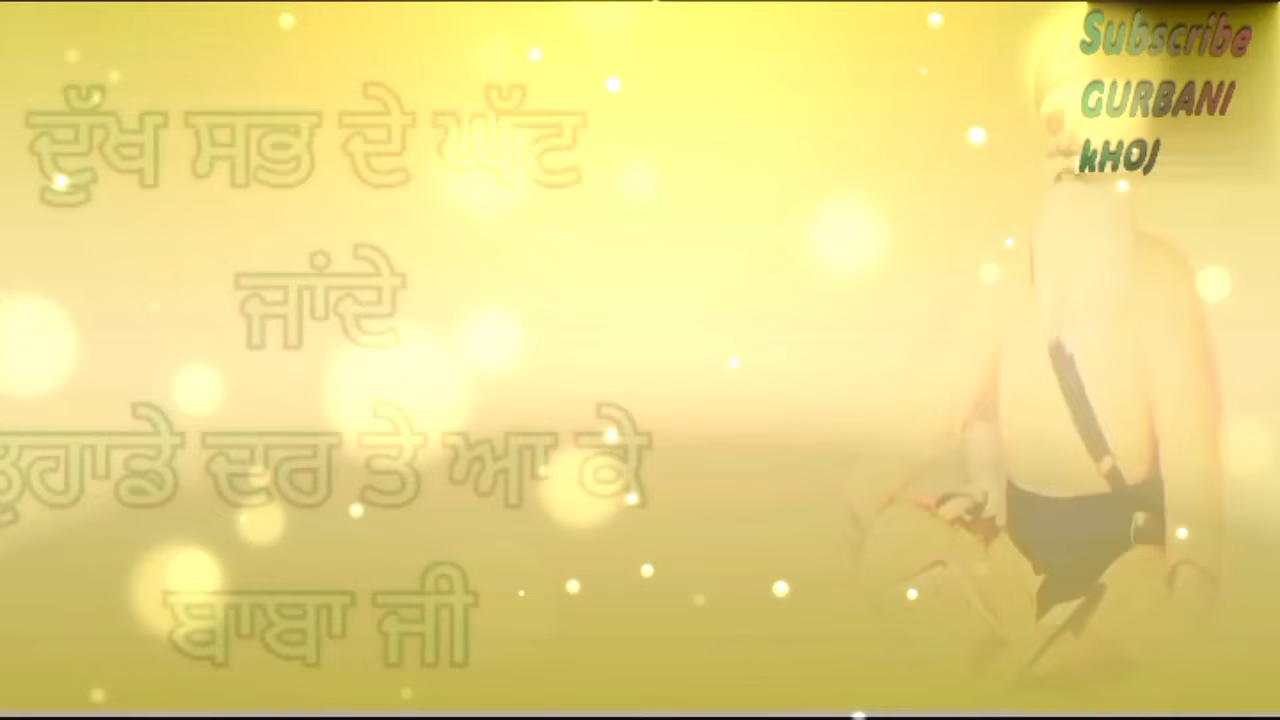 ਦੁੱਖ ਸਭ ਦੇ ਘੱਟ
ਜਾਂਦੇ
ਤੁਹਾਡੇ ਦਰ ਤੇ ਆ ਕੇ
ਬਾਬਾ ਜੀ
Subscribe
GURBANI
kHOJ